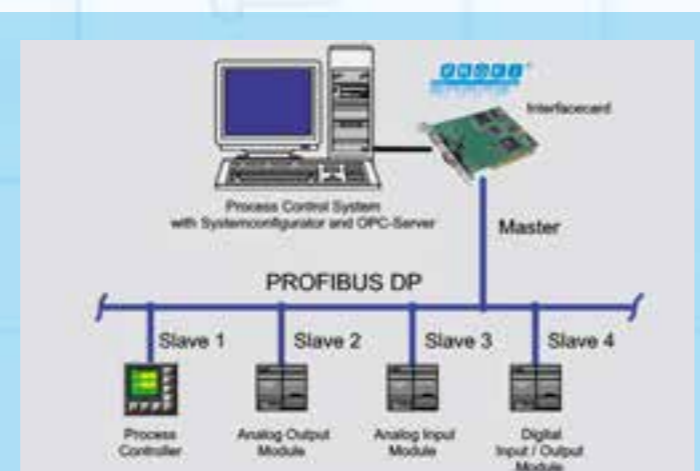 Interfacecard
Process Control System
with Systemconfigurator and OPC-Server
Master
PROFIBUS DP
Slave 1
Slave 2
Slave 3
Slave 4
Process
Controller
Analog Output
Module
Analog Input
Module
Digital
Input / Output
Module